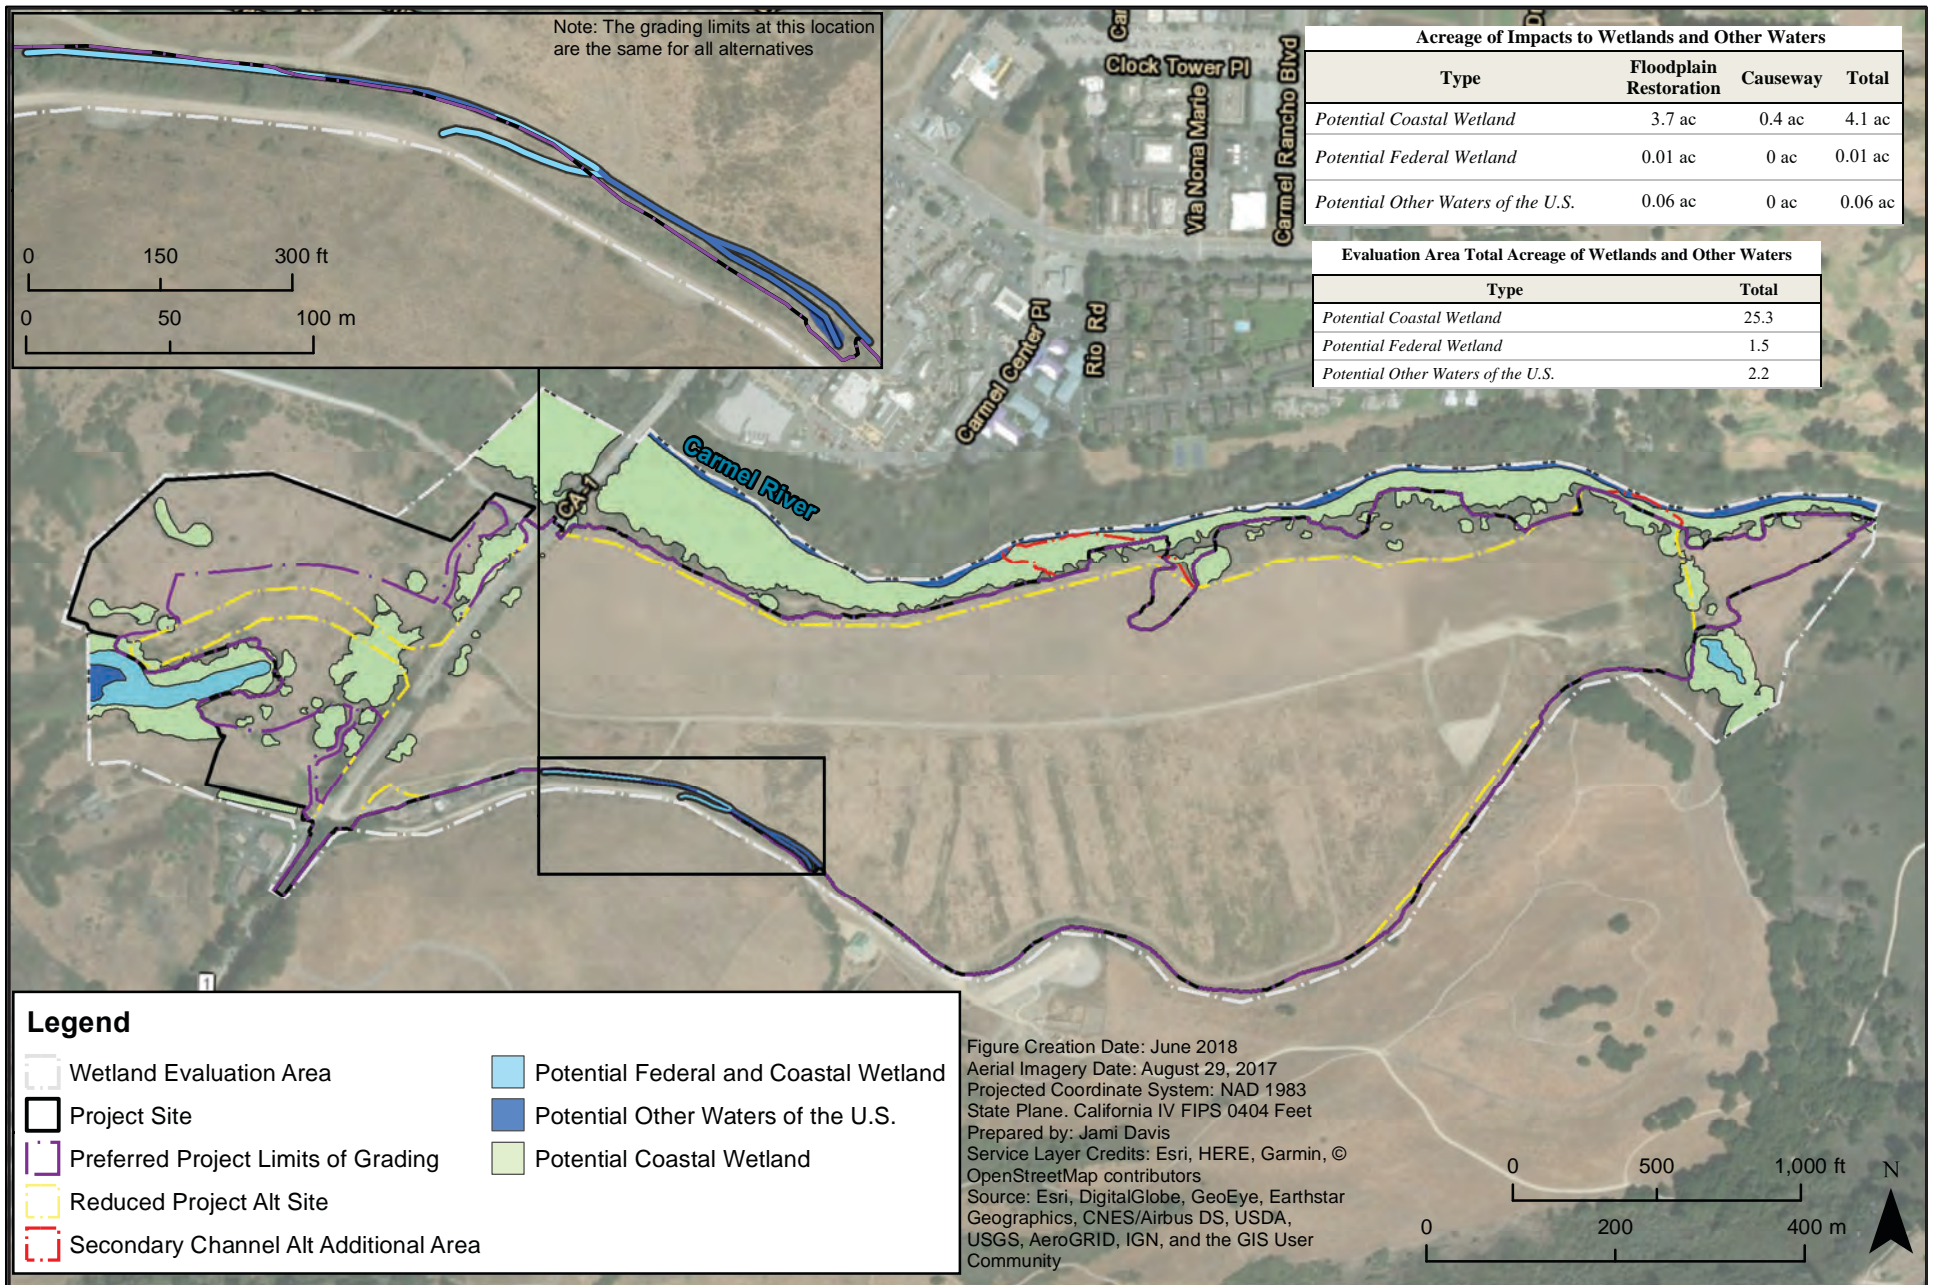 Note: The grading limits at this location
are the same for all alternatives
0 150 300 ft
0 50 100 m
Clock Tower Pl
Via Nona Marie
Carmel Rancho Blvd
Carmel Center Pl
Rio Rd
Carmel River
CA-1
1
Acreage of Impacts to Wetlands and Other Waters
Type Floodplain Restoration Causeway Total
Potential Coastal Wetland 3.7 ac 0.4 ac 4.1 ac
Potential Federal Wetland 0.01 ac 0 ac 0.01 ac
Potential Other Waters of the U.S. 0.06 ac 0 ac 0.06 ac
Evaluation Area Total Acreage of Wetlands and Other Waters
Type Total
Potential Coastal Wetland 25.3
Potential Federal Wetland 1.5
Potential Other Waters of the U.S. 2.2
Legend
Wetland Evaluation Area
Project Site
Preferred Project Limits of Grading
Reduced Project Alt Site
Secondary Channel Alt Additional Area
Potential Federal and Coastal Wetland
Potential Other Waters of the U.S.
Potential Coastal Wetland
Figure Creation Date: June 2018
Aerial Imagery Date: August 29, 2017
Projected Coordinate System: NAD 1983
State Plane. California IV FIPS 0404 Feet
Prepared by: Jami Davis
Service Layer Credits: Esri, HERE, Garmin, ©
OpenStreetMap contributors
Source: Esri, DigitalGlobe, GeoEye, Earthstar
Geographics, CNES/Airbus DS, USDA,
USGS, AeroGRID, IGN, and the GIS User
Community
0 500 1,000 ft
0 200 400 m
N